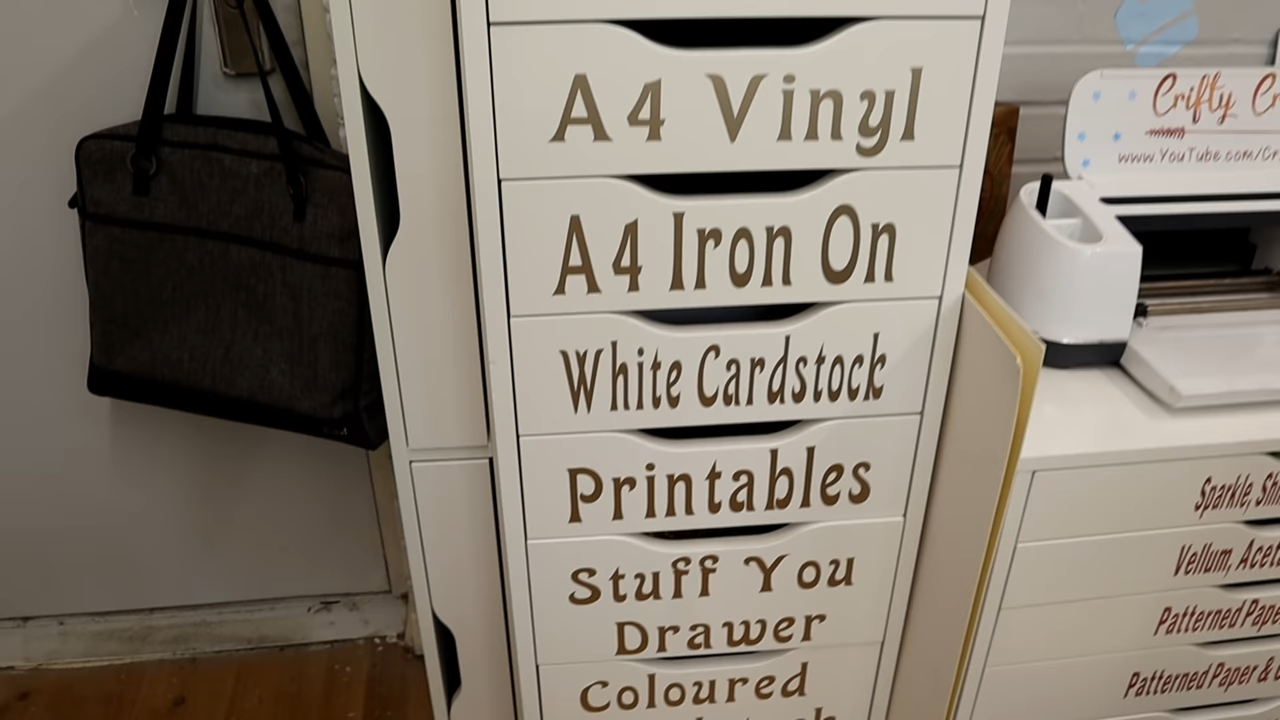 A4 Vinyl
A4 Iron On
White Cardstock
Printables
Stuff You
Drawer
Coloured
Crifty
www.YouTube.com/
Sparkle,
Vellum,
Patterned
Patterned Paper &